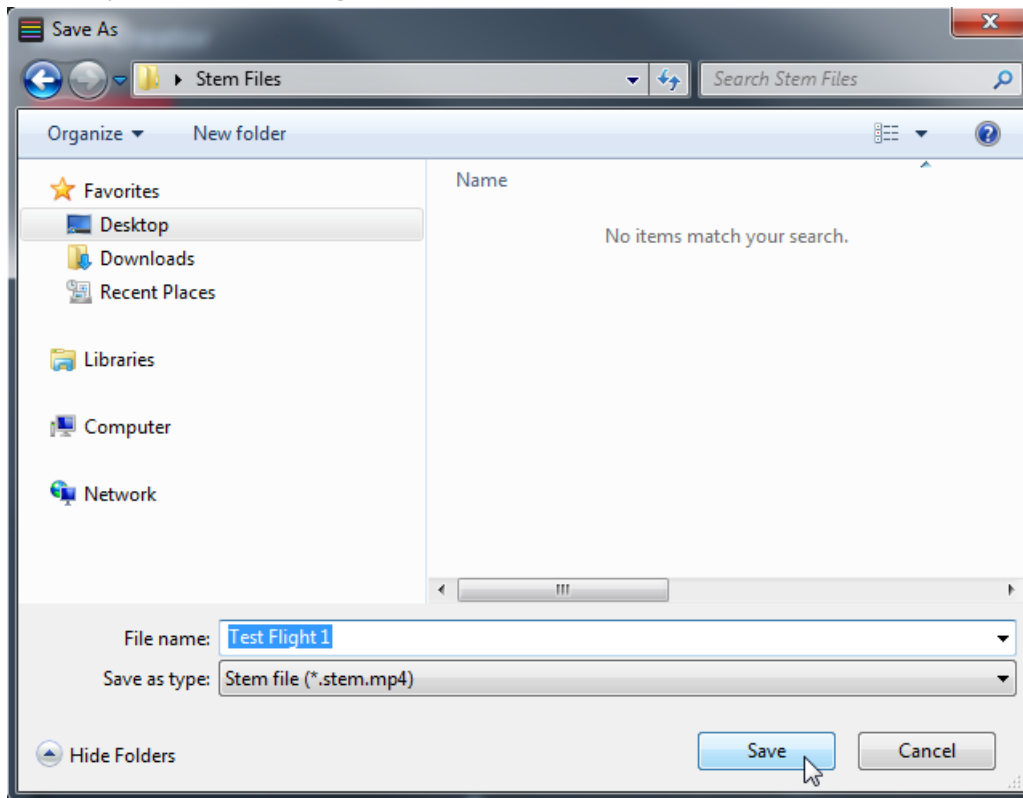 Save As
Stem Files
Search Stem Files
Organize
New folder
Name
Favorites
Desktop
No items match your search.
Downloads
Recent Places
Libraries
Computer
Network
File name: Test Flight 1
Save as type: Stem file (*.stem.mp4)
Hide Folders
Save
Cancel